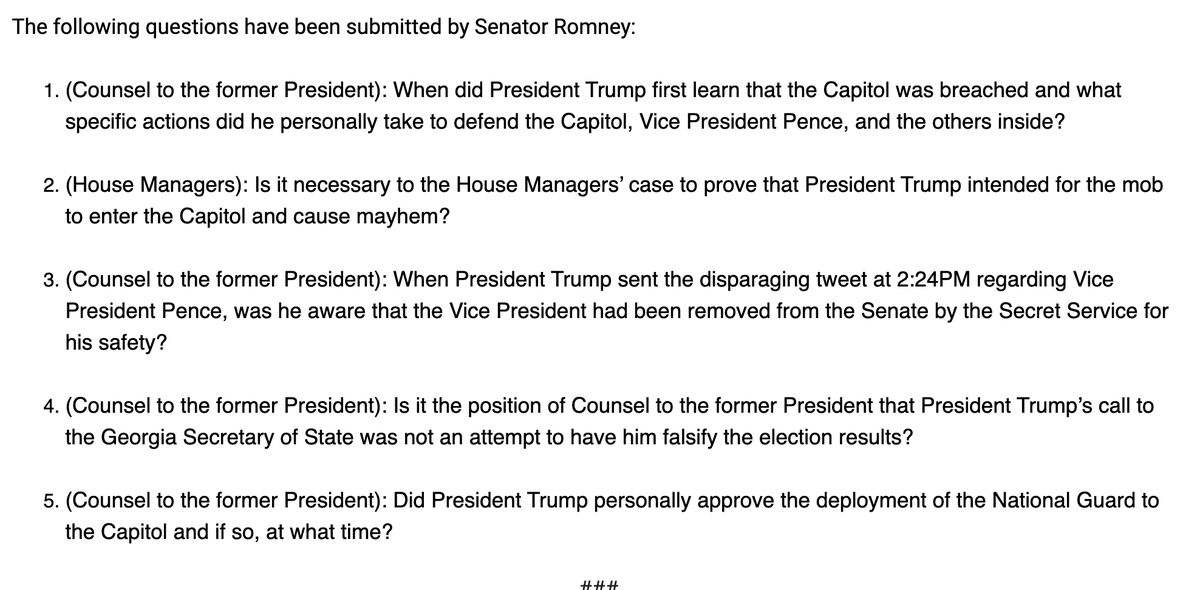 The following questions have been submitted by Senator Romney:
1. (Counsel to the former President): When did President Trump first learn that the Capitol was breached and what
specific actions did he personally take to defend the Capitol, Vice President Pence, and the others inside?
2. (House Managers): Is it necessary to the House Managers’ case to prove that President Trump intended for the mob
to enter the Capitol and cause mayhem?
3. (Counsel to the former President): When President Trump sent the disparaging tweet at 2:24PM regarding Vice
President Pence, was he aware that the Vice President had been removed from the Senate by the Secret Service for
his safety?
4. (Counsel to the former President): Is it the position of Counsel to the former President that President Trump’s call to
the Georgia Secretary of State was not an attempt to have him falsify the election results?
5. (Counsel to the former President): Did President Trump personally approve the deployment of the National Guard to
the Capitol and if so, at what time?
###